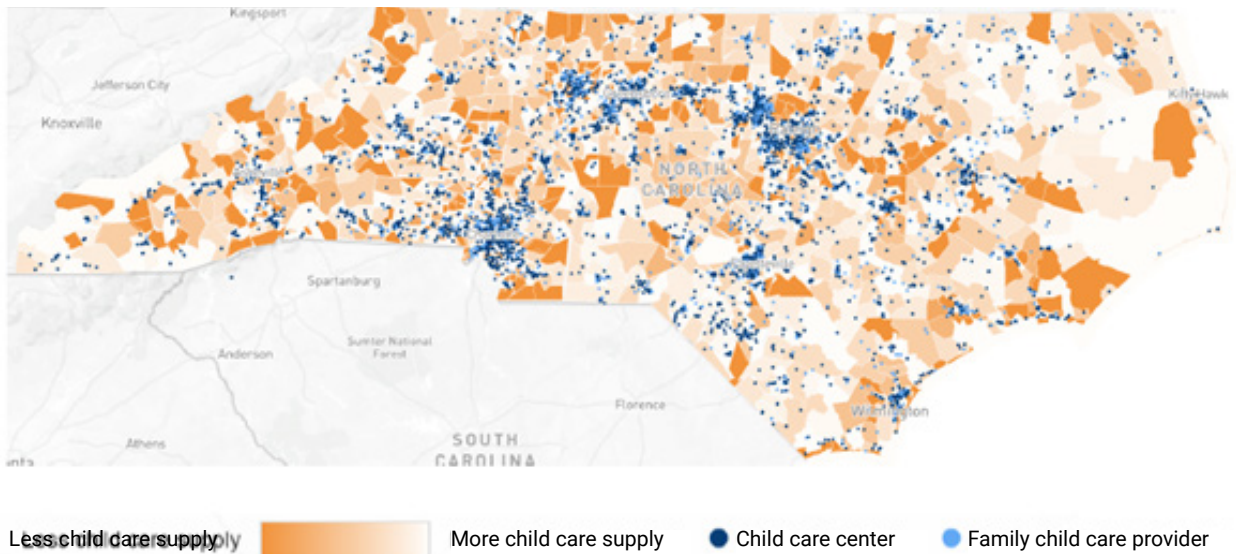 Kingsport
Jefferson City
Kitty Hawk
Knoxville
NORTH
CAROLINA
Spartanburg
Sumter National
Forest
Anderson
Florence
Wilmington
SOUTH
CAROLINA
Athens
Less child care supply
More child care supply
Child care center
Family child care provider